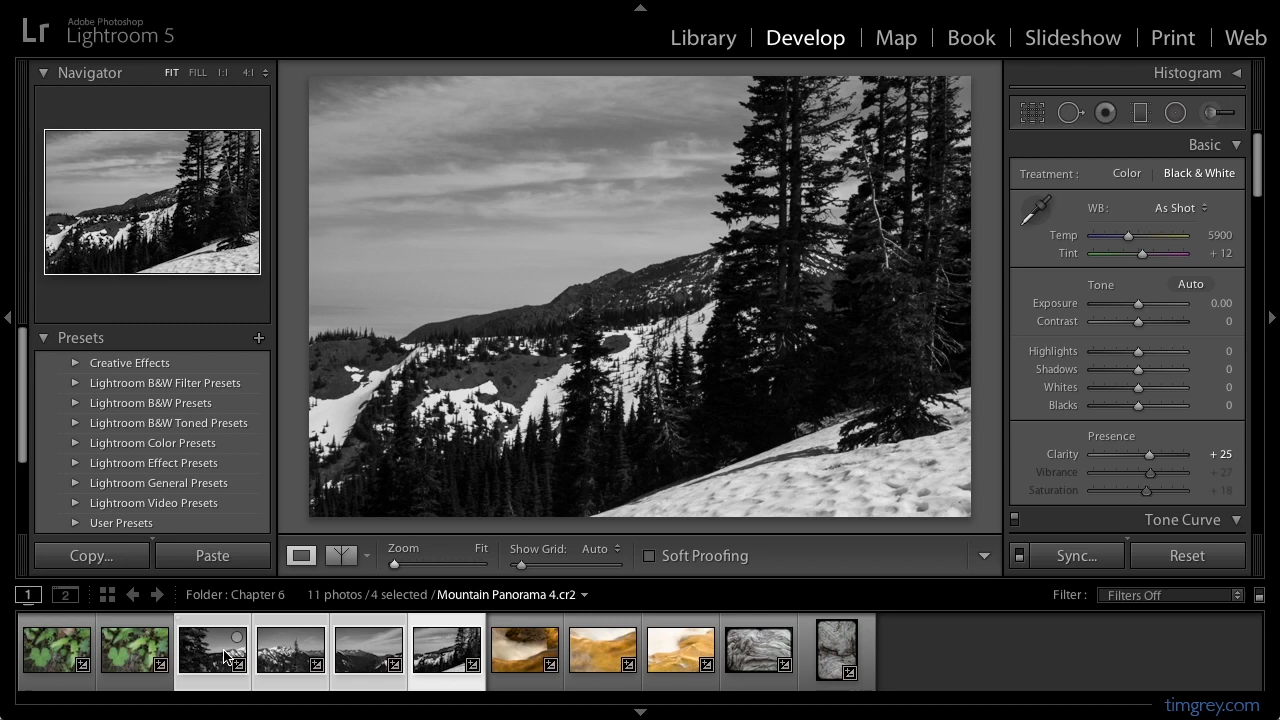 Lr
Adobe Photoshop
Lightroom 5
Library | Develop | Map | Book | Slideshow | Print | Web
Navigator FIT FILL 1:1 4:1
Histogram
Basic
Treatment : Color | Black & White
WB : As Shot
Temp 5900
Tint + 12
Tone Auto
Exposure 0.00
Contrast 0
Highlights 0
Shadows 0
Whites 0
Blacks 0
Presence
Clarity + 25
Vibrance + 27
Saturation + 18
Tone Curve
Presets +
Creative Effects
Lightroom B&W Filter Presets
Lightroom B&W Presets
Lightroom B&W Toned Presets
Lightroom Color Presets
Lightroom Effect Presets
Lightroom General Presets
Lightroom Video Presets
User Presets
Copy... Paste
Zoom Fit Show Grid: Auto Soft Proofing
Sync... Reset
1 2 Folder : Chapter 6 11 photos / 4 selected / Mountain Panorama 4.cr2
Filter : Filters Off
timgrey.com